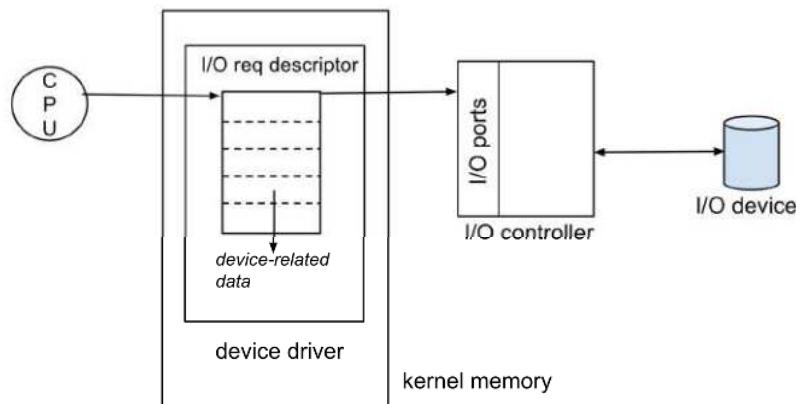 C
P
U
I/O req descriptor
I/O ports
device-related
data
I/O device
I/O controller
device driver
kernel memory